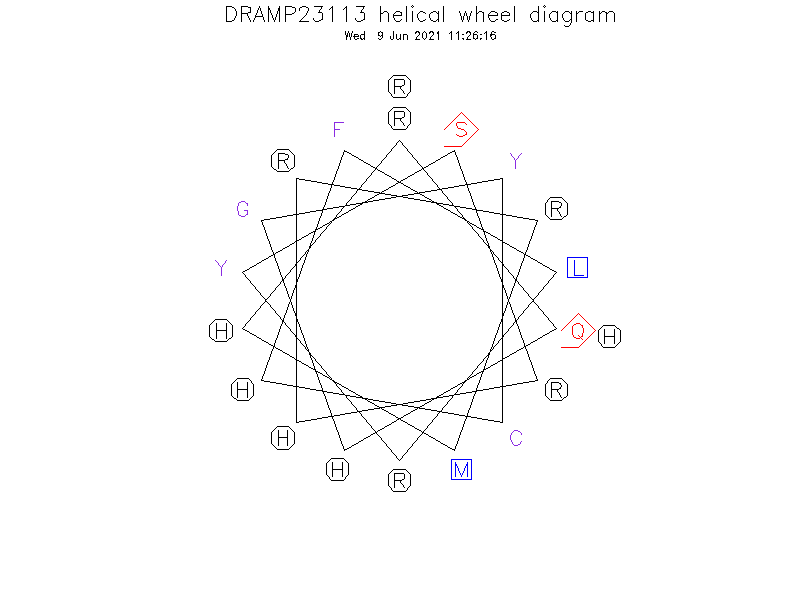 DRAMP23113 helical wheel diagram
Wed 9 Jun 2021 11:26:16
R
R
F S
R Y
G R
Y L
H Q H
H R
H C
H M
R